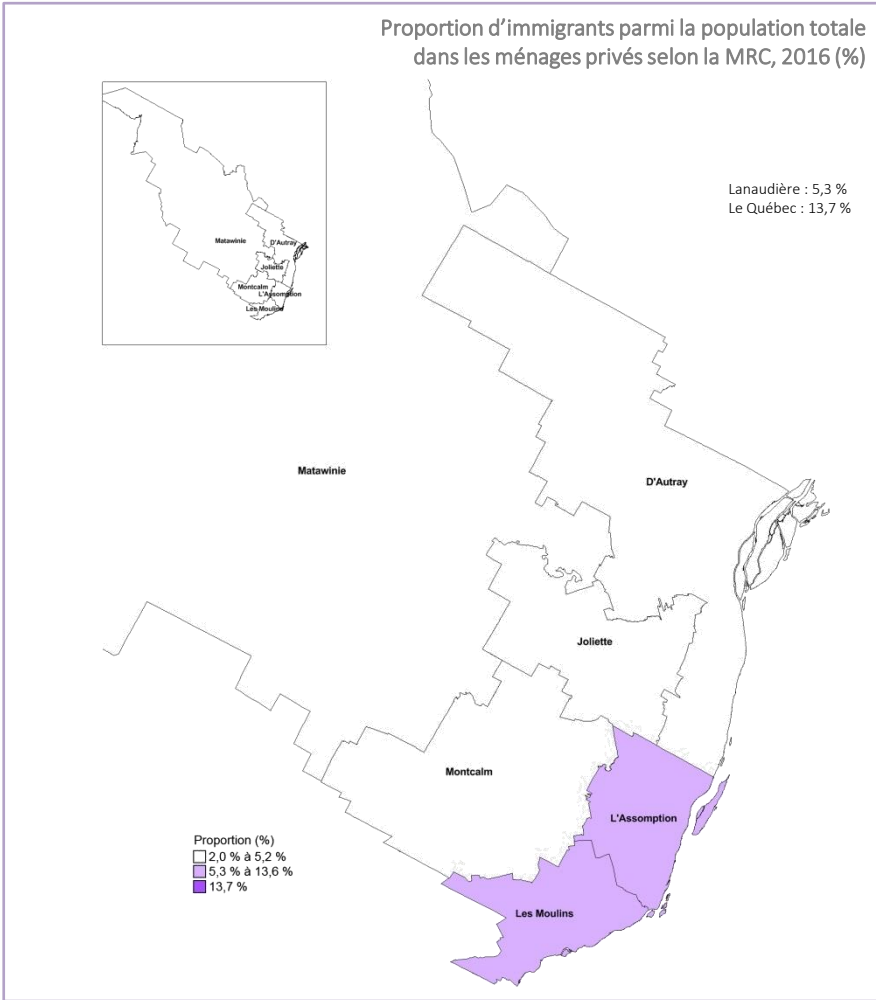 Proportion d’immigrants parmi la population totale
dans les ménages privés selon la MRC, 2016 (%)
Lanaudière : 5,3 %
Le Québec : 13,7 %
Matawinie
D'Autray
Joliette
Montcalm
L'Assomption
Les Moulins
Matawinie
D'Autray
Joliette
Montcalm
L'Assomption
Les Moulins
Proportion (%)
2,0 % à 5,2 %
5,3 % à 13,6 %
13,7 %